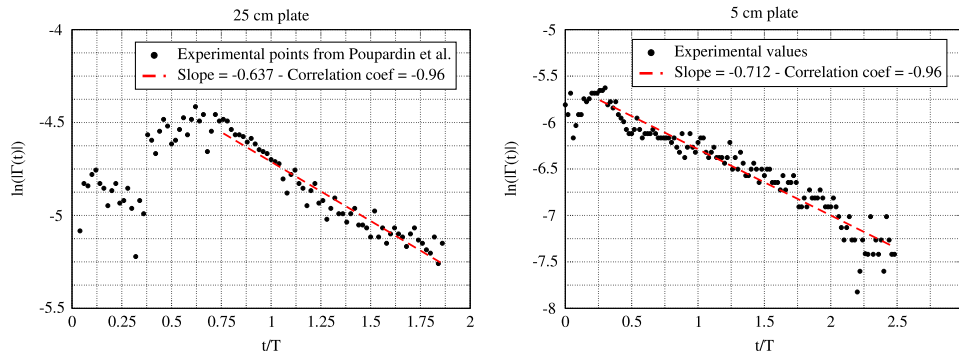 25 cm plate
-4
-4.5
-5
-5.5
ln(|Γ(t)|)
Experimental points from Poupardin et al.
Slope = -0.637 - Correlation coef = -0.96
0 0.25 0.5 0.75 1 1.25 1.5 1.75 2
t/T
5 cm plate
-5
-5.5
-6
-6.5
-7
-7.5
-8
ln(|Γ(t)|)
Experimental values
Slope = -0.712 - Correlation coef = -0.96
0 0.5 1 1.5 2 2.5
t/T